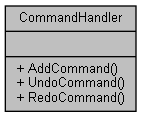 CommandHandler
+ AddCommand()
+ UndoCommand()
+ RedoCommand()